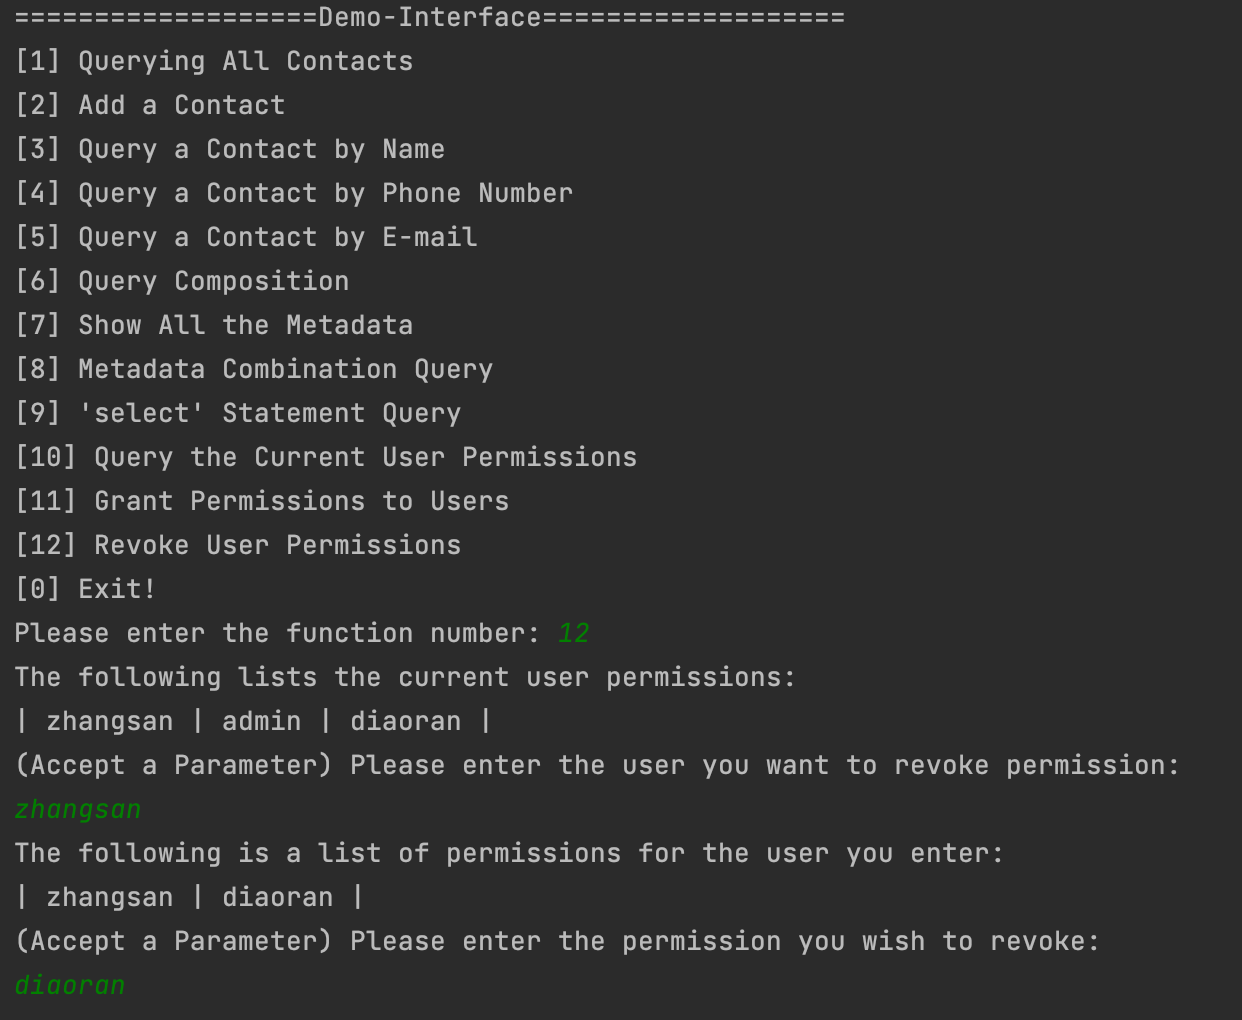 ===================Demo-Interface===================
[1] Querying All Contacts
[2] Add a Contact
[3] Query a Contact by Name
[4] Query a Contact by Phone Number
[5] Query a Contact by E-mail
[6] Query Composition
[7] Show All the Metadata
[8] Metadata Combination Query
[9] 'select' Statement Query
[10] Query the Current User Permissions
[11] Grant Permissions to Users
[12] Revoke User Permissions
[0] Exit!
Please enter the function number: 12
The following lists the current user permissions:
| zhangsan | admin | diaoran |
(Accept a Parameter) Please enter the user you want to revoke permission:
zhangsan
The following is a list of permissions for the user you enter:
| zhangsan | diaoran |
(Accept a Parameter) Please enter the permission you wish to revoke:
diaoran